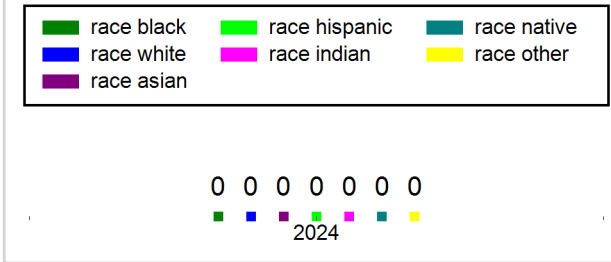 race black race hispanic race native
race white race indian race other
race asian
0 0 0 0 0 0 0
2024